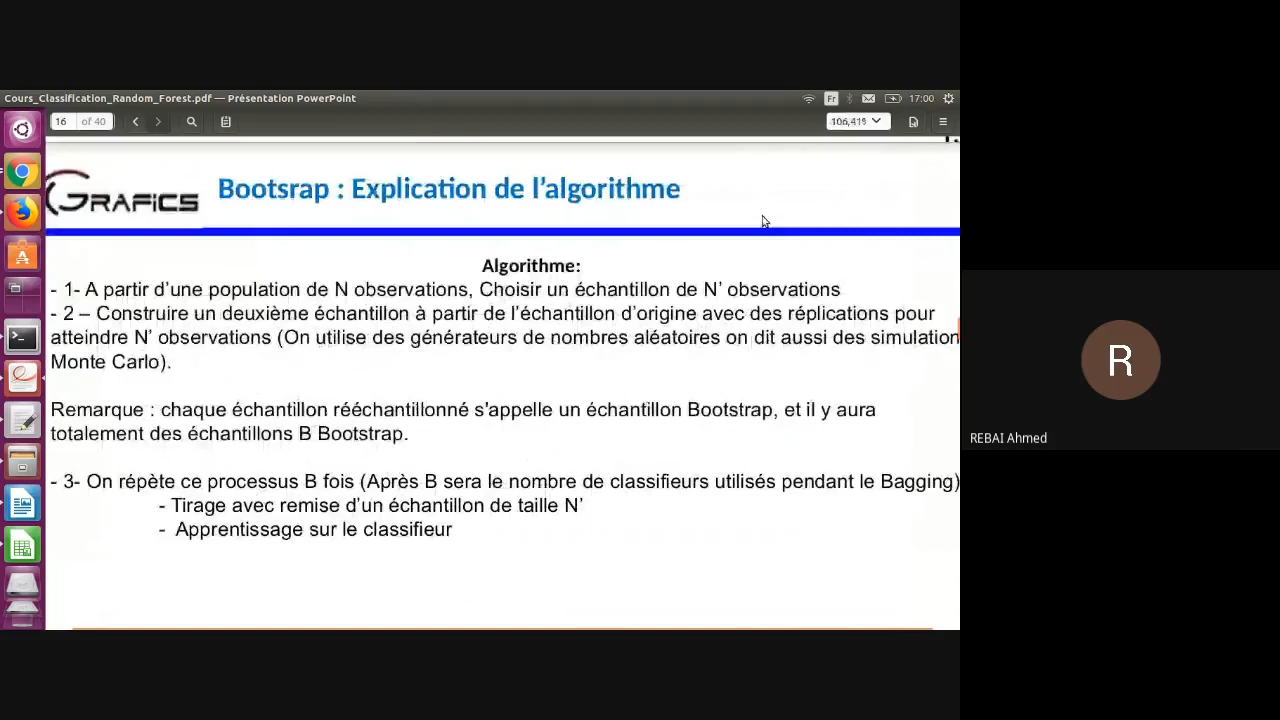 Cours_Classification_Random_Forest.pdf — Présentation PowerPoint
Fr
17:00
16
of 40
106,41%
GRAFICS
Bootsrap : Explication de l'algorithme
Algorithme:
- 1- A partir d'une population de N observations, Choisir un échantillon de N' observations
- 2 – Construire un deuxième échantillon à partir de l'échantillon d'origine avec des réplications pour
atteindre N' observations (On utilise des générateurs de nombres aléatoires on dit aussi des simulation
Monte Carlo).
Remarque : chaque échantillon rééchantillonné s'appelle un échantillon Bootstrap, et il y aura
totalement des échantillons B Bootstrap.
- 3- On répète ce processus B fois (Après B sera le nombre de classifieurs utilisés pendant le Bagging)
- Tirage avec remise d'un échantillon de taille N'
- Apprentissage sur le classifieur
R
REBAI Ahmed